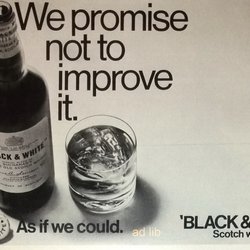 We promise
not to
improve
it.
BLACK & WHITE
As if we could.
ad lib
'BLACK &
Scotch w